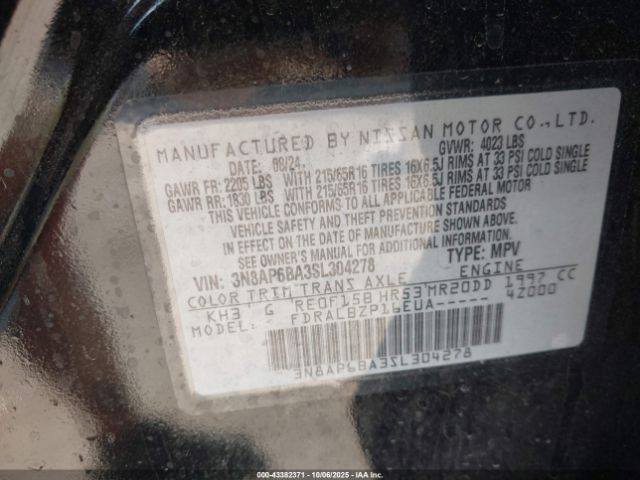 MANUFACTURED BY NISSAN MOTOR CO.,LTD.
DATE: 08/24 GVWR: 4023 LBS
GAWR FR: 2205 LBS WITH 215/65R16 TIRES 16X6.5J RIMS AT 33 PSI COLD SINGLE
GAWR RR: 1830 LBS WITH 215/65R16 TIRES 16X6.5J RIMS AT 33 PSI COLD SINGLE
THIS VEHICLE CONFORMS TO ALL APPLICABLE FEDERAL MOTOR
VEHICLE SAFETY AND THEFT PREVENTION STANDARDS
IN EFFECT ON THE DATE OF MANUFACTURE SHOWN ABOVE.
SEE OWNER'S MANUAL FOR ADDITIONAL INFORMATION.
VIN: 3N8AP6BA3SL304278 TYPE: MPV
COLOR TRIM TRANS AXLE ENGINE
KH3 G RE0F15B HR53 MR20DD 1997 CC
MODEL: FDRALBZP16EUA----- 4Z000
3N8AP6BA3SL304278
000-43382371 - 10/06/2025 - IAAI.COM